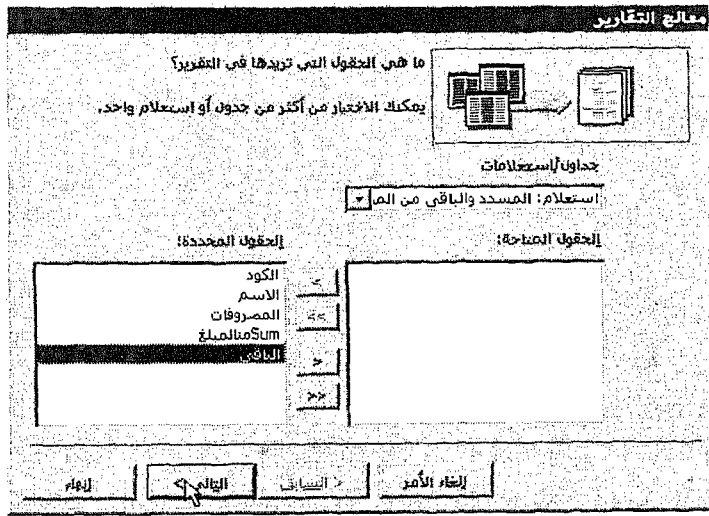 معالج التقارير
ما هي الحقول التي تريدها في التقرير؟
يمكنك الاختيار من أكثر من جدول أو استعلام واحد.
جداول/استعلامات
استعلام: المسدد والباقي من الم
الحقول المتاحة:
الحقول المحددة:
الكود
الاسم
المصروفات
Sumمنالمبلغ
الباقي
>
>>
<
<<
إلغاء الأمر
< السابق
التالي >
إنهاء